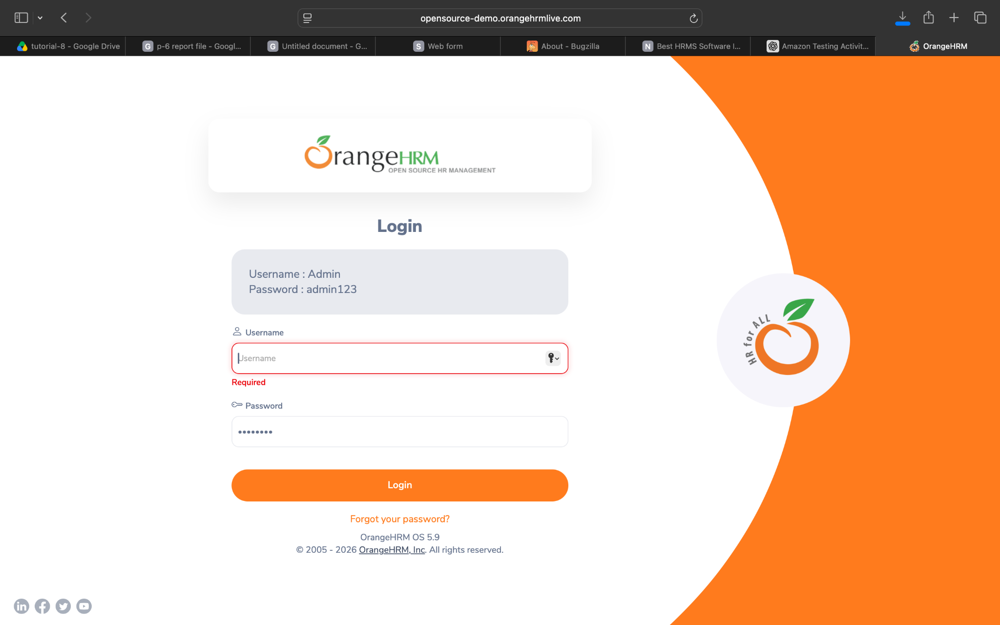 opensource-demo.orangehrmlive.com
tutorial-8 - Google Drive
G p-6 report file - Googl...
G Untitled document - G...
S Web form
About - Bugzilla
N Best HRMS Software I...
Amazon Testing Activit...
OrangeHRM
OrangeHRM
OPEN SOURCE HR MANAGEMENT
Login
Username : Admin
Password : admin123
Username
Username
Required
Password
Login
Forgot your password?
OrangeHRM OS 5.9
© 2005 - 2026 OrangeHRM, Inc. All rights reserved.
HR for ALL